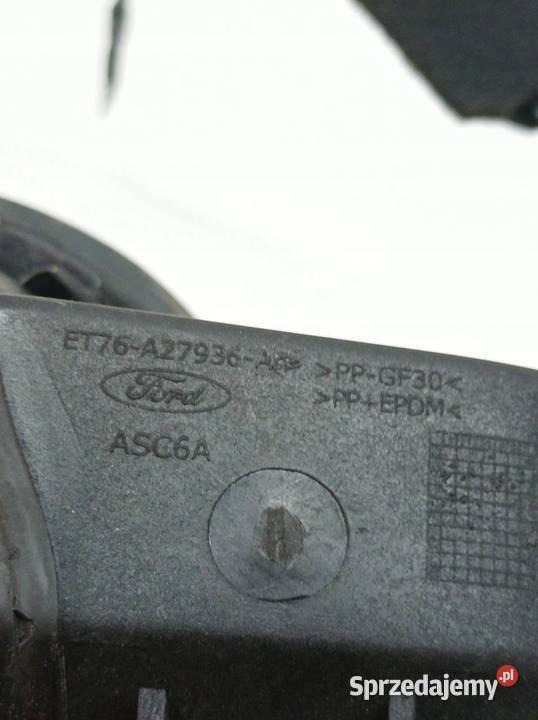 ET76-A27936- >PP-GF30<
Ford >PP+EPDM<
ASC6A
Sprzedajemy.pl